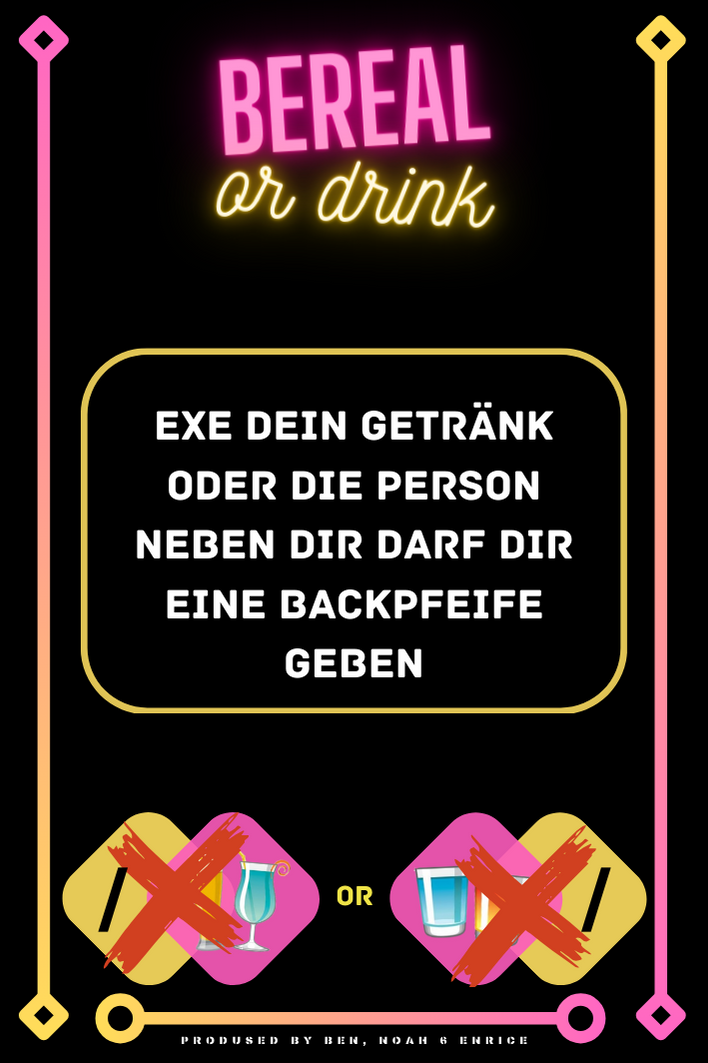 BEREAL
or drink
EXE DEIN GETRÄNK
ODER DIE PERSON
NEBEN DIR DARF DIR
EINE BACKPFEIFE
GEBEN
/ OR /
PRODUSED BY BEN, NOAH & ENRICE